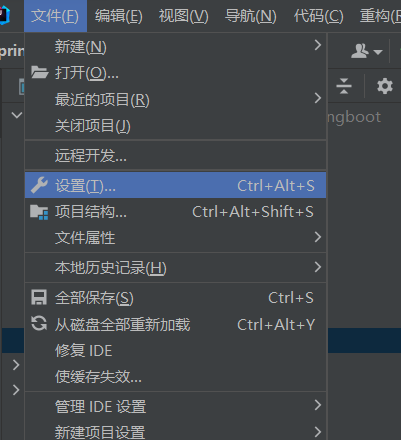 文件(F) 编辑(E) 视图(V) 导航(N) 代码(C) 重构(R
prin
新建(N)
打开(O)...
最近的项目(R)
ngboot
关闭项目(J)
远程开发...
设置(T)... Ctrl+Alt+S
项目结构... Ctrl+Alt+Shift+S
文件属性
本地历史记录(H)
全部保存(S) Ctrl+S
从磁盘全部重新加载 Ctrl+Alt+Y
修复 IDE
使缓存失效...
管理 IDE 设置
新建项目设置